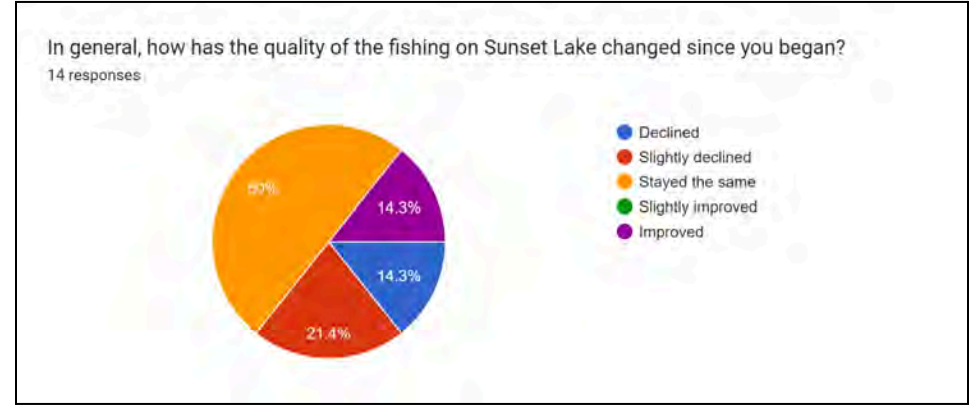 In general, how has the quality of the fishing on Sunset Lake changed since you began?
14 responses
Declined
Slightly declined
Stayed the same
Slightly improved
Improved
50%
14.3%
14.3%
21.4%